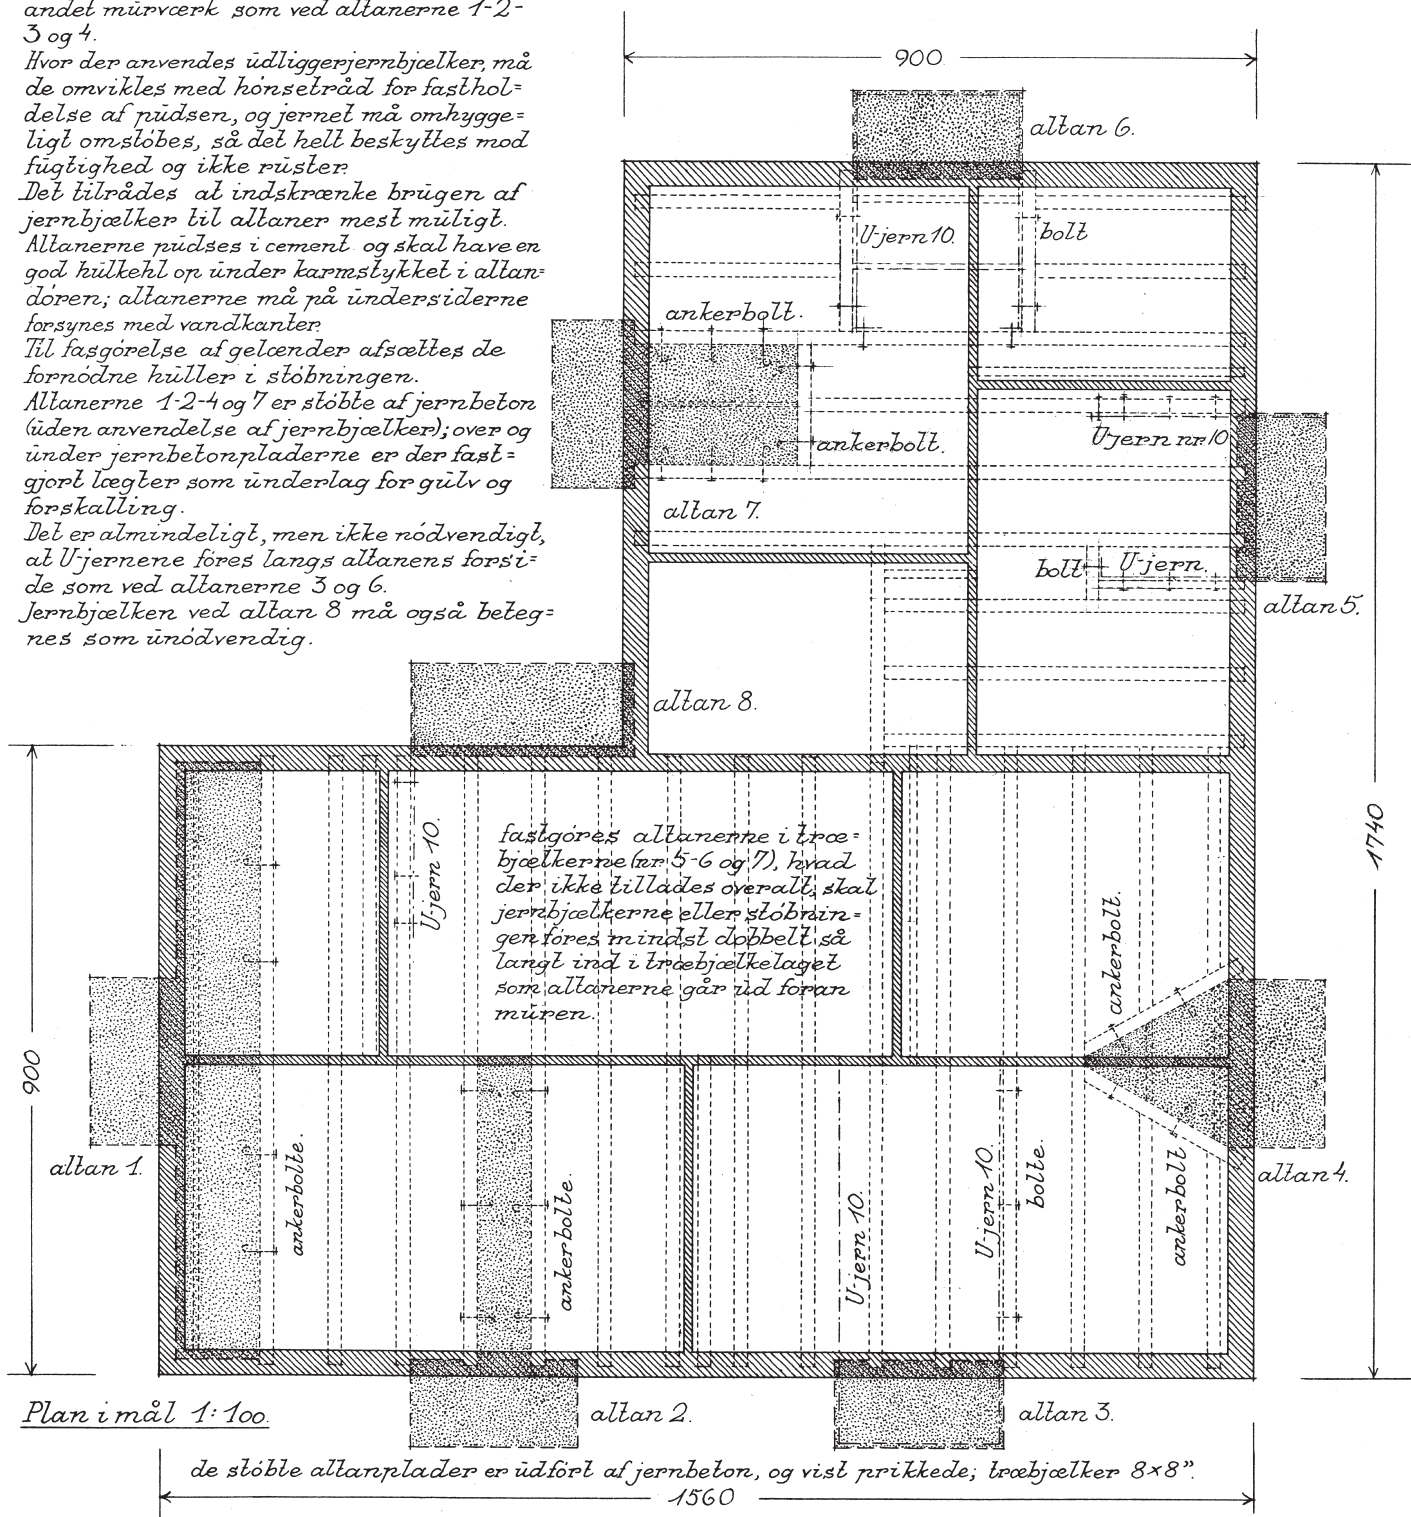 andet murværk som ved altanerne 1-2-
3 og 4.
Hvor der anvendes udliggerjernbjælker, må
de omvikles med hønsetråd for fasthol=
delse af pudsen, og jernet må omhygge=
ligt omstøbes, så det helt beskyttes mod
fugtighed og ikke ruster.
Det tilrådes at indskrænke brugen af
jernbjælker til altaner mest muligt.
Altanerne pudses i cement og skal have en
god hulkehl op under karmstykket i altan=
døren; altanerne må på undersiderne
forsynes med vandkanter.
Til fasgørelse af gelænder afsættes de
fornødne huller i støbningen.
Altanerne 1-2-4 og 7 er støbte af jernbeton
(uden anvendelse af jernbjælker); over og
under jernbetonpladerne er der fast=
gjort lægter som underlag for gulv og
forskalling.
Det er almindeligt, men ikke nødvendigt,
at U-jernene føres langs altanens forsi=
de som ved altanerne 3 og 6.
Jernbjælken ved altan 8 må også beteg=
nes som unødvendig.
900
altan 6.
U-jern 10.
bolt
ankerbolt.
ankerbolt.
U-jern nr 10
altan 7.
bolt
U-jern.
altan 5.
altan 8.
1740
U-jern 10.
fastgøres altanerne i træ=
bjælkerne (nr 5-6 og 7), hvad
der ikke tillades overalt, skal
jernbjælkerne eller støbnin=
gen føres mindst dobbelt så
langt ind i træbjælkelaget
som altanerne går ud foran
muren.
ankerbolt.
900
altan 1.
ankerbolte.
ankerbolte.
U-jern 10.
U-jern 10.
bolte.
ankerbolt
altan 4.
Plan i mål 1:100.
altan 2.
altan 3.
de støbte altanplader er udført af jernbeton, og vist prikkede; træbjælker 8×8".
1560